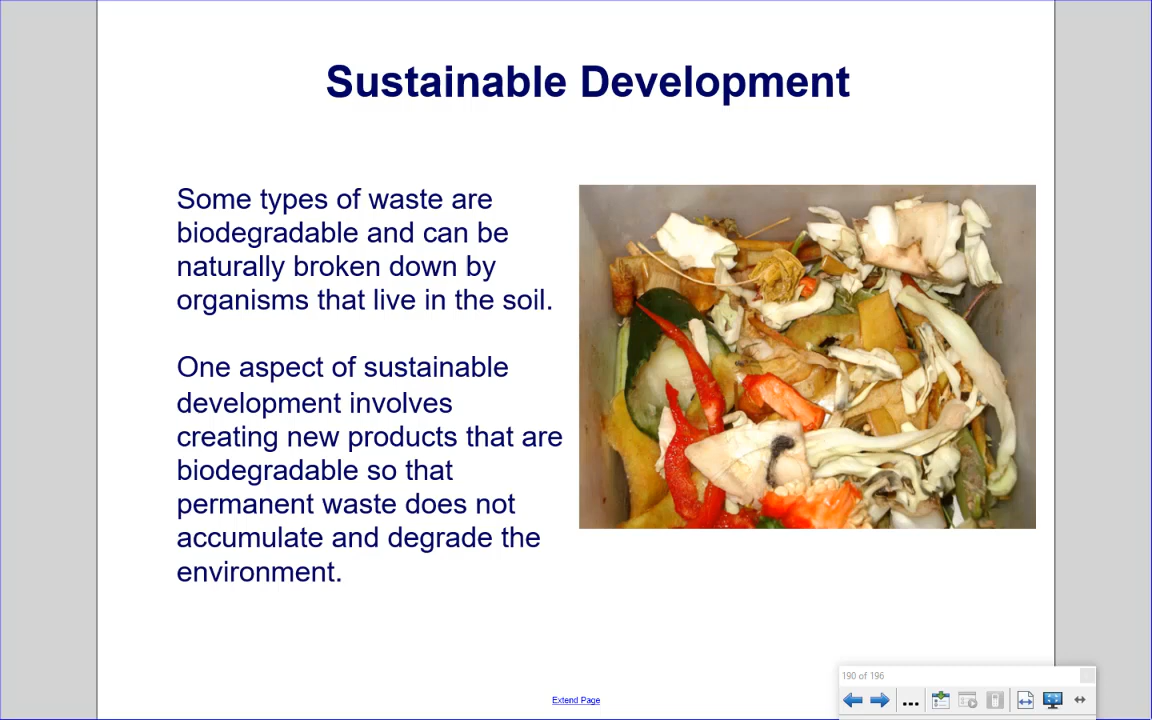 Sustainable Development
Some types of waste are
biodegradable and can be
naturally broken down by
organisms that live in the soil.
One aspect of sustainable
development involves
creating new products that are
biodegradable so that
permanent waste does not
accumulate and degrade the
environment.
Extend Page
190 of 196